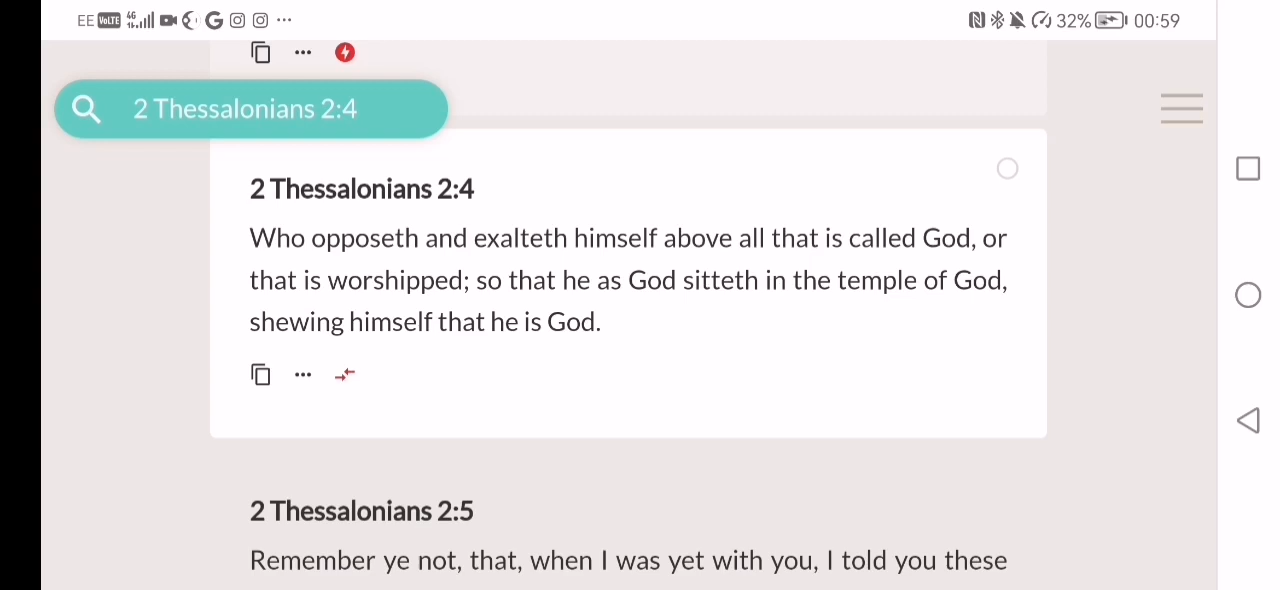 EE VoLTE 4G 32% 00:59
2 Thessalonians 2:4
2 Thessalonians 2:4
Who opposeth and exalteth himself above all that is called God, or
that is worshipped; so that he as God sitteth in the temple of God,
shewing himself that he is God.
2 Thessalonians 2:5
Remember ye not, that, when I was yet with you, I told you these